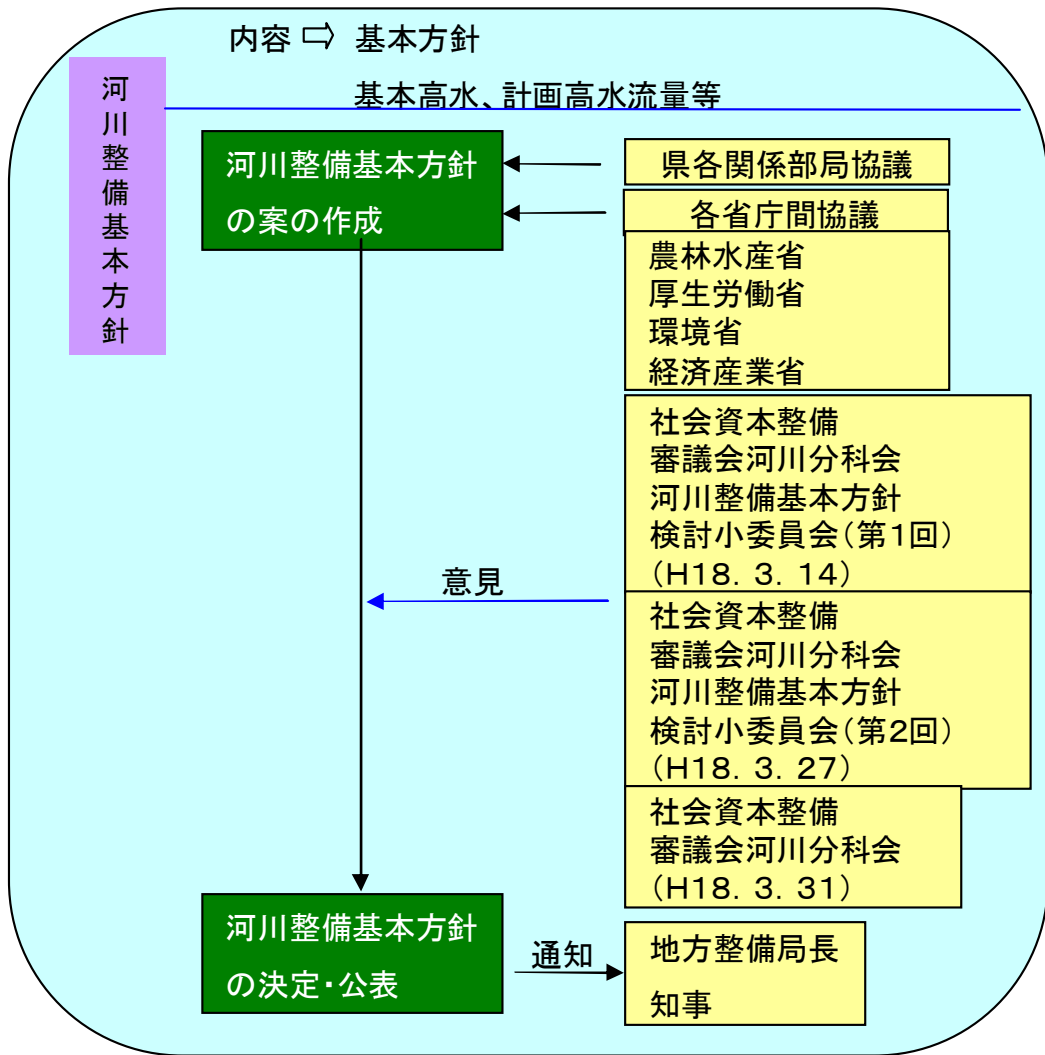 内容 ⇨ 基本方針
基本高水、計画高水流量等
河川整備基本方針
河川整備基本方針
の案の作成
県各関係部局協議
各省庁間協議
農林水産省
厚生労働省
環境省
経済産業省
社会資本整備
審議会河川分科会
河川整備基本方針
検討小委員会(第1回)
(H18．3．14)
意見
社会資本整備
審議会河川分科会
河川整備基本方針
検討小委員会(第2回)
(H18．3．27)
社会資本整備
審議会河川分科会
(H18．3．31)
河川整備基本方針
の決定・公表
通知
地方整備局長
知事